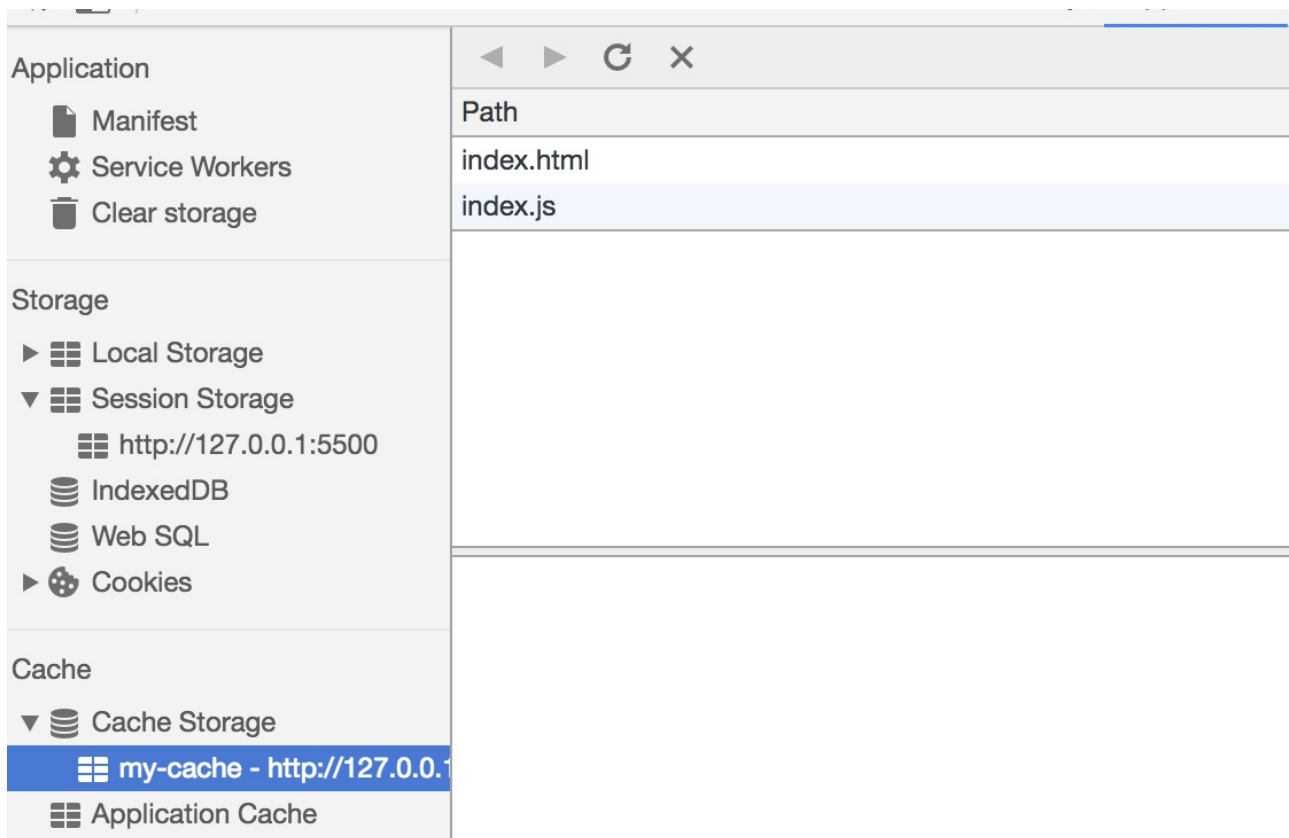 Application
Manifest
Service Workers
Clear storage
Storage
Local Storage
Session Storage
http://127.0.0.1:5500
IndexedDB
Web SQL
Cookies
Cache
Cache Storage
my-cache - http://127.0.0.1
Application Cache
Path
index.html
index.js